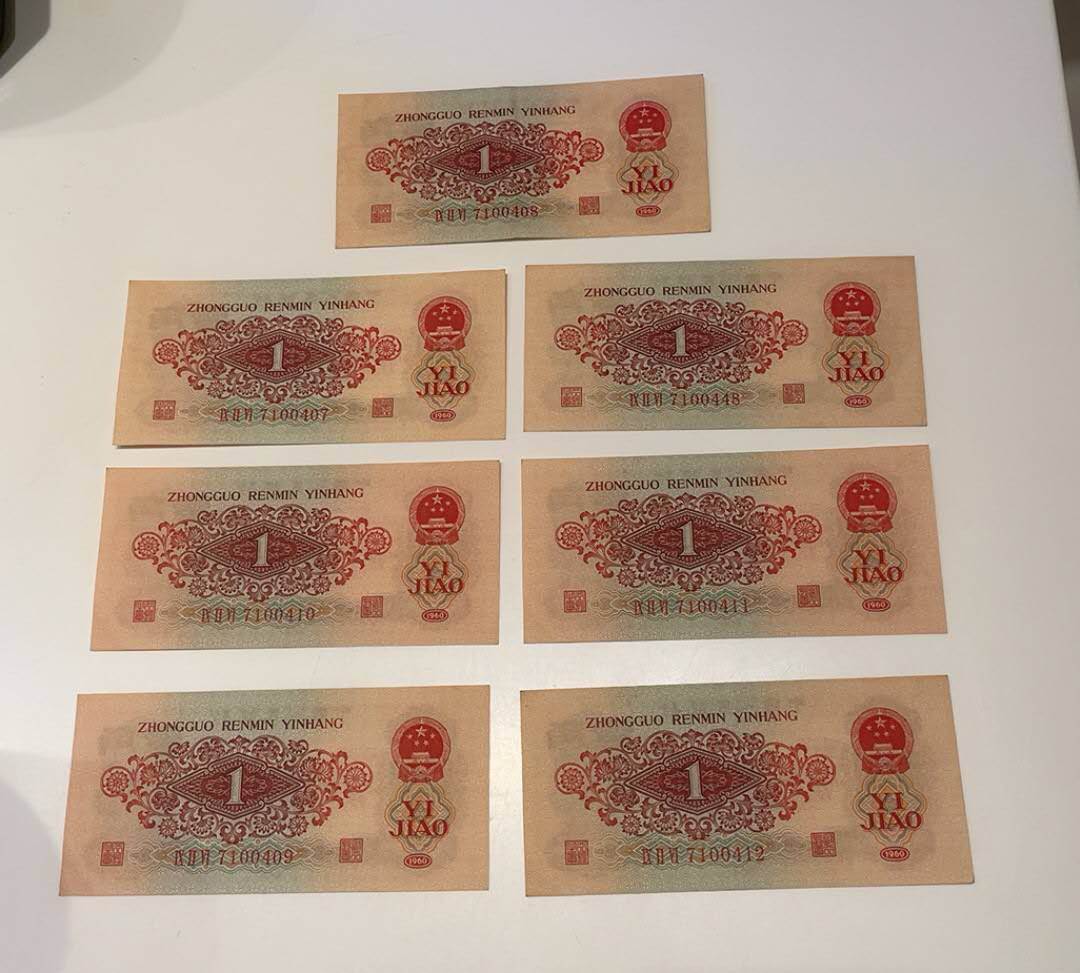 ZHONGGUO RENMIN YINHANG
1
YI
JIAO
7100408
1960
ZHONGGUO RENMIN YINHANG
1
YI
JIAO
7100407
1960
ZHONGGUO RENMIN YINHANG
1
YI
JIAO
7100448
1960
ZHONGGUO RENMIN YINHANG
1
YI
JIAO
7100410
1960
ZHONGGUO RENMIN YINHANG
1
YI
JIAO
7100411
1960
ZHONGGUO RENMIN YINHANG
1
YI
JIAO
7100409
1960
ZHONGGUO RENMIN YINHANG
1
YI
JIAO
7100412
1960